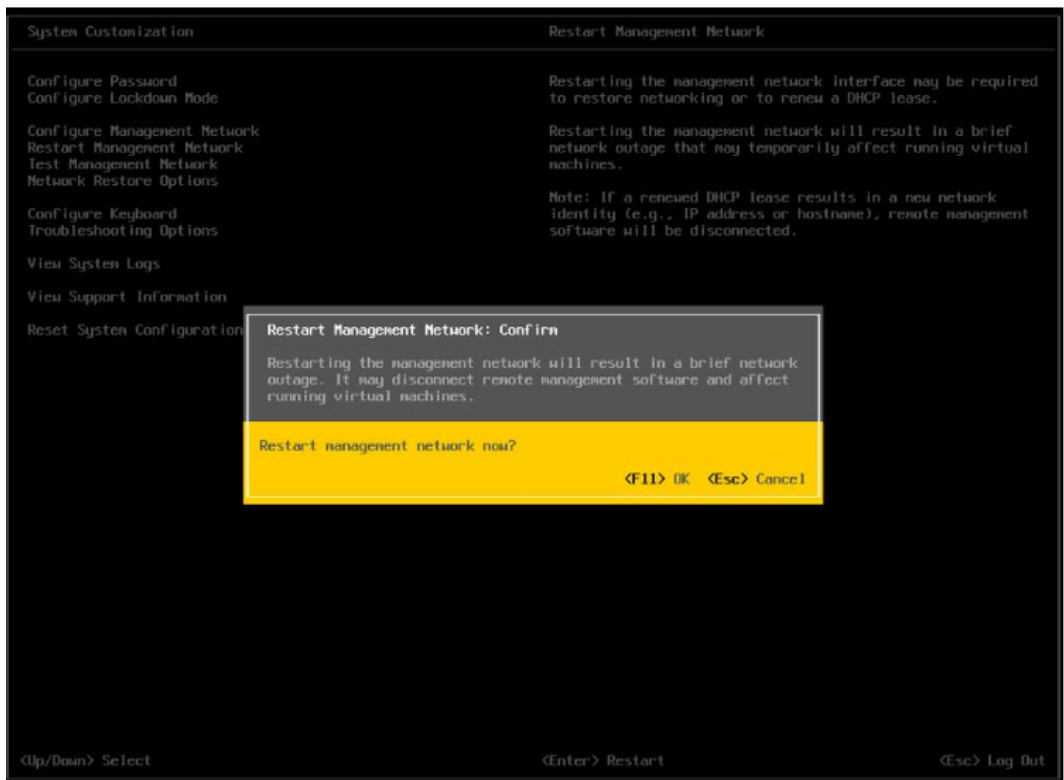 System Customization
Restart Management Network
Configure Password
Configure Lockdown Mode
Configure Management Network
Restart Management Network
Test Management Network
Network Restore Options
Configure Keyboard
Troubleshooting Options
View System Logs
View Support Information
Reset System Configuration
Restarting the management network interface may be required
to restore networking or to renew a DHCP lease.
Restarting the management network will result in a brief
network outage that may temporarily affect running virtual
machines.
Note: If a renewed DHCP lease results in a new network
identity (e.g., IP address or hostname), remote management
software will be disconnected.
Restart Management Network: Confirm
Restarting the management network will result in a brief network
outage. It may disconnect remote management software and affect
running virtual machines.
Restart management network now?
<F11> OK <Esc> Cancel
<Up/Down> Select
<Enter> Restart
<Esc> Log Out